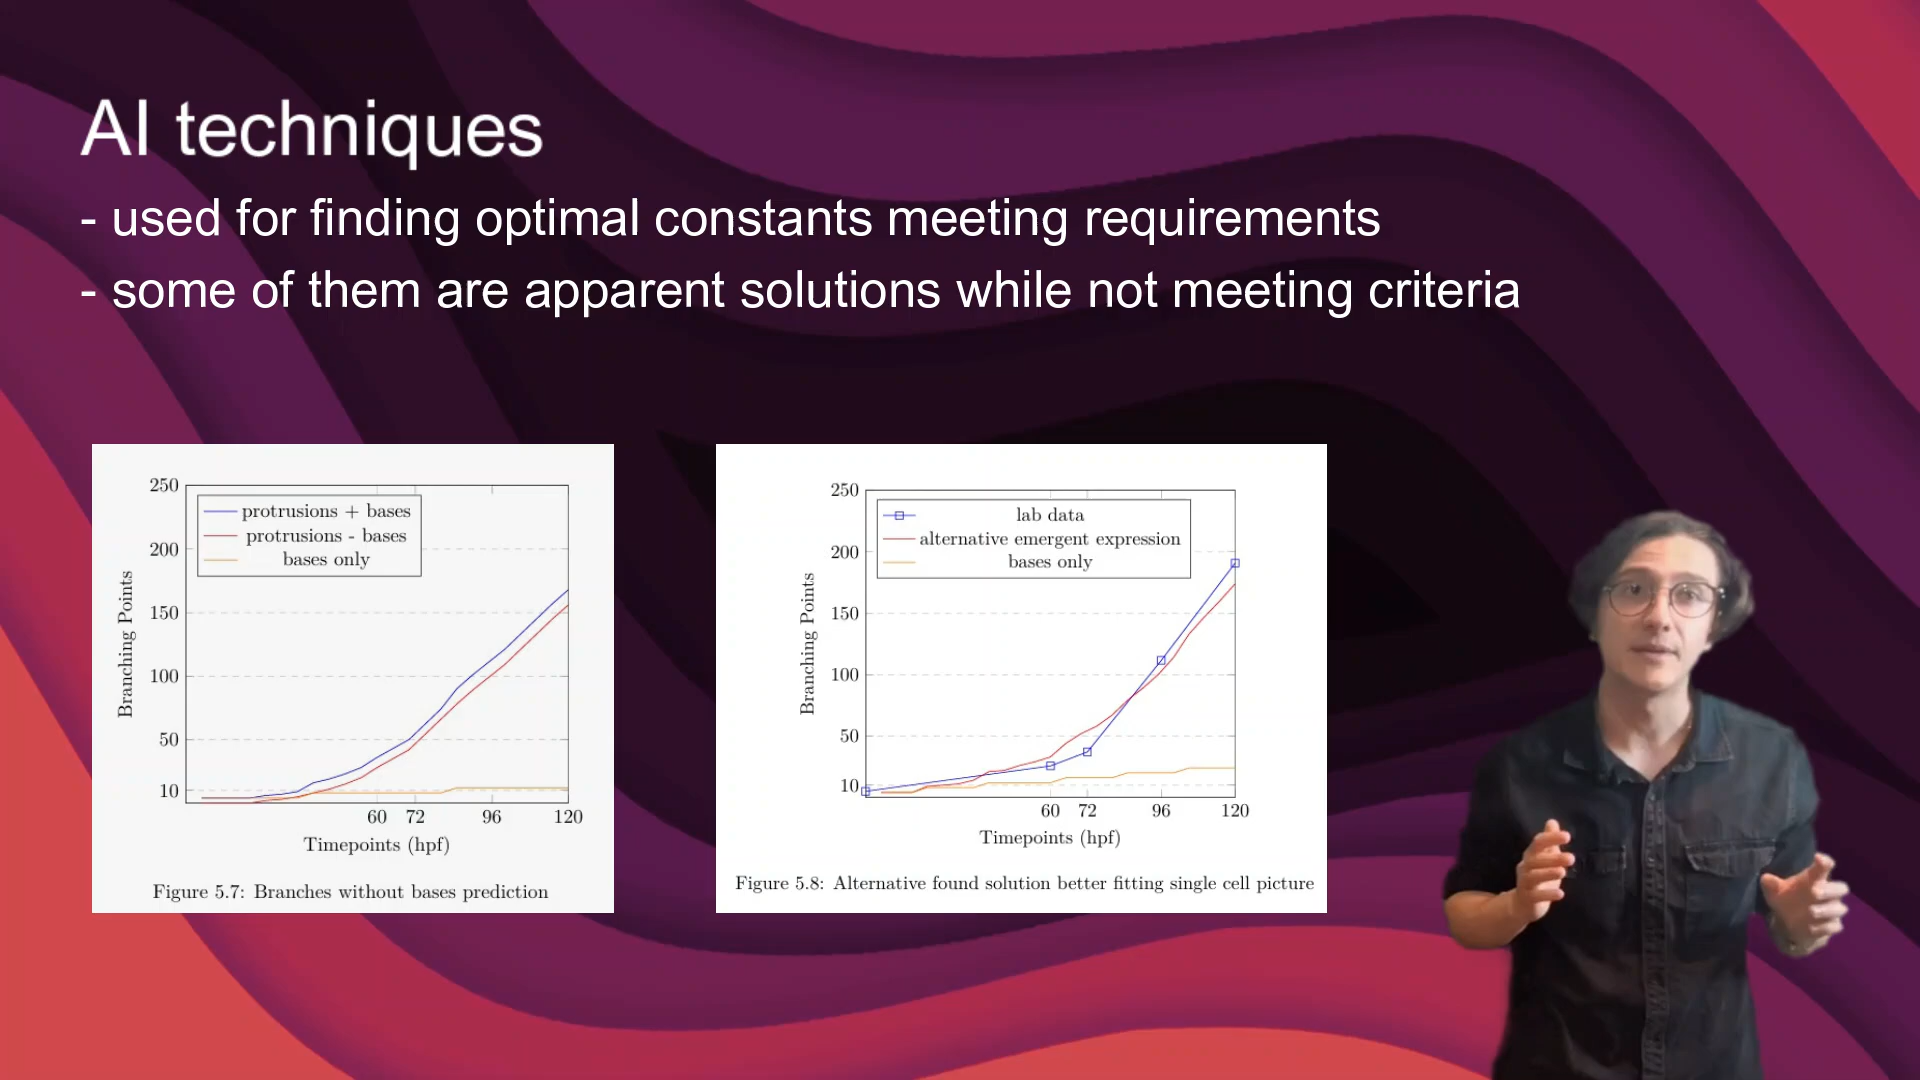 AI techniques
- used for finding optimal constants meeting requirements
- some of them are apparent solutions while not meeting criteria
250
200
150
100
50
10
Branching Points
protrusions + bases
protrusions - bases
bases only
60 72 96 120
Timepoints (hpf)
Figure 5.7: Branches without bases prediction
250
200
150
100
50
10
Branching Points
lab data
alternative emergent expression
bases only
60 72 96 120
Timepoints (hpf)
Figure 5.8: Alternative found solution better fitting single cell picture